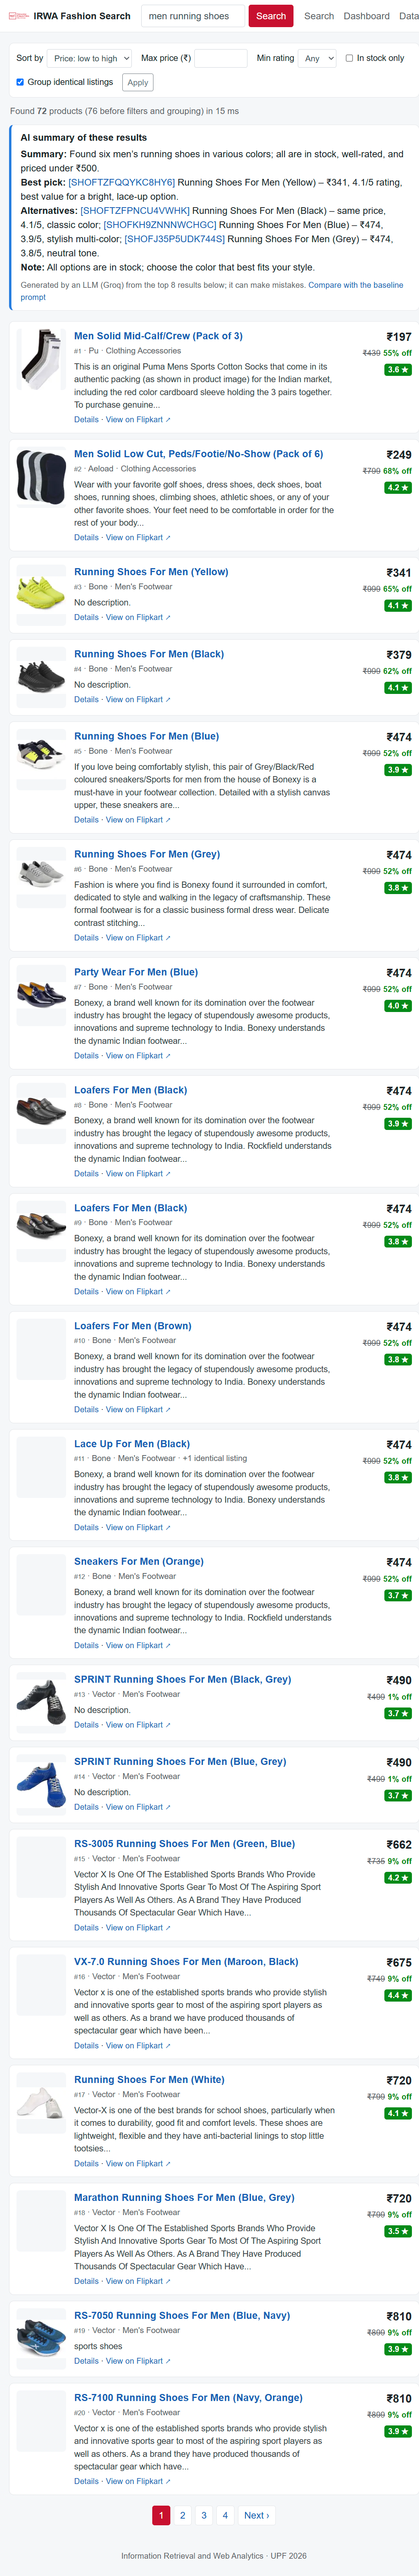 IRWA Fashion Search
men running shoes
Search
Search
Dashboard
Data
Sort by
Price: low to high
Max price (₹)
Min rating
Any
In stock only
Group identical listings
Apply
Found 72 products (76 before filters and grouping) in 15 ms
AI summary of these results
Summary: Found six men's running shoes in various colors; all are in stock, well-rated, and
priced under ₹500.
Best pick: [SHOFTZFQQYKC8HY6] Running Shoes For Men (Yellow) – ₹341, 4.1/5 rating,
best value for a bright, lace-up option.
Alternatives: [SHOFTZFPNCU4VWHK] Running Shoes For Men (Black) – same price,
4.1/5, classic color; [SHOFKH9ZNNNWCHGC] Running Shoes For Men (Blue) – ₹474,
3.9/5, stylish multi-color; [SHOFJ35P5UDK744S] Running Shoes For Men (Grey) – ₹474,
3.8/5, neutral tone.
Note: All options are in stock; choose the color that best fits your style.
Generated by an LLM (Groq) from the top 8 results below; it can make mistakes. Compare with the baseline
prompt
Men Solid Mid-Calf/Crew (Pack of 3)
₹197
#1 · Pu · Clothing Accessories
₹439 55% off
3.6 ★
This is an original Puma Mens Sports Cotton Socks that come in its
authentic packing (as shown in product image) for the Indian market,
including the red color cardboard sleeve holding the 3 pairs together.
To purchase genuine...
Details · View on Flipkart ↗
Men Solid Low Cut, Peds/Footie/No-Show (Pack of 6)
₹249
#2 · Aeload · Clothing Accessories
₹799 68% off
4.2 ★
Wear with your favorite golf shoes, dress shoes, deck shoes, boat
shoes, running shoes, climbing shoes, athletic shoes, or any of your
other favorite shoes. Your feet need to be comfortable in order for the
rest of your body...
Details · View on Flipkart ↗
Running Shoes For Men (Yellow)
₹341
#3 · Bone · Men's Footwear
₹999 65% off
4.1 ★
No description.
Details · View on Flipkart ↗
Running Shoes For Men (Black)
₹379
#4 · Bone · Men's Footwear
₹999 62% off
4.1 ★
No description.
Details · View on Flipkart ↗
Running Shoes For Men (Blue)
₹474
#5 · Bone · Men's Footwear
₹999 52% off
3.9 ★
If you love being comfortably stylish, this pair of Grey/Black/Red
coloured sneakers/Sports for men from the house of Bonexy is a
must-have in your footwear collection. Detailed with a stylish canvas
upper, these sneakers are...
Details · View on Flipkart ↗
Running Shoes For Men (Grey)
₹474
#6 · Bone · Men's Footwear
₹999 52% off
3.8 ★
Fashion is where you find is Bonexy found it surrounded in comfort,
dedicated to style and walking in the legacy of craftsmanship. These
formal footwear is for a classic business formal dress wear. Delicate
contrast stitching...
Details · View on Flipkart ↗
Party Wear For Men (Blue)
₹474
#7 · Bone · Men's Footwear
₹999 52% off
4.0 ★
Bonexy, a brand well known for its domination over the footwear
industry has brought the legacy of stupendously awesome products,
innovations and supreme technology to India. Bonexy understands
the dynamic Indian footwear...
Details · View on Flipkart ↗
Loafers For Men (Black)
₹474
#8 · Bone · Men's Footwear
₹999 52% off
3.9 ★
Bonexy, a brand well known for its domination over the footwear
industry has brought the legacy of stupendously awesome products,
innovations and supreme technology to India. Rockfield understands
the dynamic Indian footwear...
Details · View on Flipkart ↗
Loafers For Men (Black)
₹474
#9 · Bone · Men's Footwear
₹999 52% off
3.8 ★
Bonexy, a brand well known for its domination over the footwear
industry has brought the legacy of stupendously awesome products,
innovations and supreme technology to India. Bonexy understands
the dynamic Indian footwear...
Details · View on Flipkart ↗
Loafers For Men (Brown)
₹474
#10 · Bone · Men's Footwear
₹999 52% off
3.8 ★
Bonexy, a brand well known for its domination over the footwear
industry has brought the legacy of stupendously awesome products,
innovations and supreme technology to India. Bonexy understands
the dynamic Indian footwear...
Details · View on Flipkart ↗
Lace Up For Men (Black)
₹474
#11 · Bone · Men's Footwear · +1 identical listing
₹999 52% off
3.8 ★
Bonexy, a brand well known for its domination over the footwear
industry has brought the legacy of stupendously awesome products,
innovations and supreme technology to India. Bonexy understands
the dynamic Indian footwear...
Details · View on Flipkart ↗
Sneakers For Men (Orange)
₹474
#12 · Bone · Men's Footwear
₹999 52% off
3.7 ★
Bonexy, a brand well known for its domination over the footwear
industry has brought the legacy of stupendously awesome products,
innovations and supreme technology to India. Rockfield understands
the dynamic Indian footwear...
Details · View on Flipkart ↗
SPRINT Running Shoes For Men (Black, Grey)
₹490
#13 · Vector · Men's Footwear
₹499 1% off
3.7 ★
No description.
Details · View on Flipkart ↗
SPRINT Running Shoes For Men (Blue, Grey)
₹490
#14 · Vector · Men's Footwear
₹499 1% off
3.7 ★
No description.
Details · View on Flipkart ↗
RS-3005 Running Shoes For Men (Green, Blue)
₹662
#15 · Vector · Men's Footwear
₹735 9% off
4.2 ★
Vector X Is One Of The Established Sports Brands Who Provide
Stylish And Innovative Sports Gear To Most Of The Aspiring Sport
Players As Well As Others. As A Brand They Have Produced
Thousands Of Spectacular Gear Which Have...
Details · View on Flipkart ↗
VX-7.0 Running Shoes For Men (Maroon, Black)
₹675
#16 · Vector · Men's Footwear
₹749 9% off
4.4 ★
Vector x is one of the established sports brands who provide stylish
and innovative sports gear to most of the aspiring sport players as
well as others. As a brand we have produced thousands of
spectacular gear which have been...
Details · View on Flipkart ↗
Running Shoes For Men (White)
₹720
#17 · Vector · Men's Footwear
₹799 9% off
4.1 ★
Vector-X is one of the best brands for school shoes, particularly when
it comes to durability, good fit and comfort levels. These shoes are
lightweight, flexible and they have anti-bacterial linings to stop little
tootsies...
Details · View on Flipkart ↗
Marathon Running Shoes For Men (Blue, Grey)
₹720
#18 · Vector · Men's Footwear
₹799 9% off
3.5 ★
Vector X Is One Of The Established Sports Brands Who Provide
Stylish And Innovative Sports Gear To Most Of The Aspiring Sport
Players As Well As Others. As A Brand They Have Produced
Thousands Of Spectacular Gear Which Have...
Details · View on Flipkart ↗
RS-7050 Running Shoes For Men (Blue, Navy)
₹810
#19 · Vector · Men's Footwear
₹899 9% off
3.9 ★
sports shoes
Details · View on Flipkart ↗
RS-7100 Running Shoes For Men (Navy, Orange)
₹810
#20 · Vector · Men's Footwear
₹899 9% off
3.9 ★
Vector x is one of the established sports brands who provide stylish
and innovative sports gear to most of the aspiring sport players as
well as others. As a brand they have produced thousands of
spectacular gear which have...
Details · View on Flipkart ↗
1
2
3
4
Next ›
Information Retrieval and Web Analytics · UPF 2026